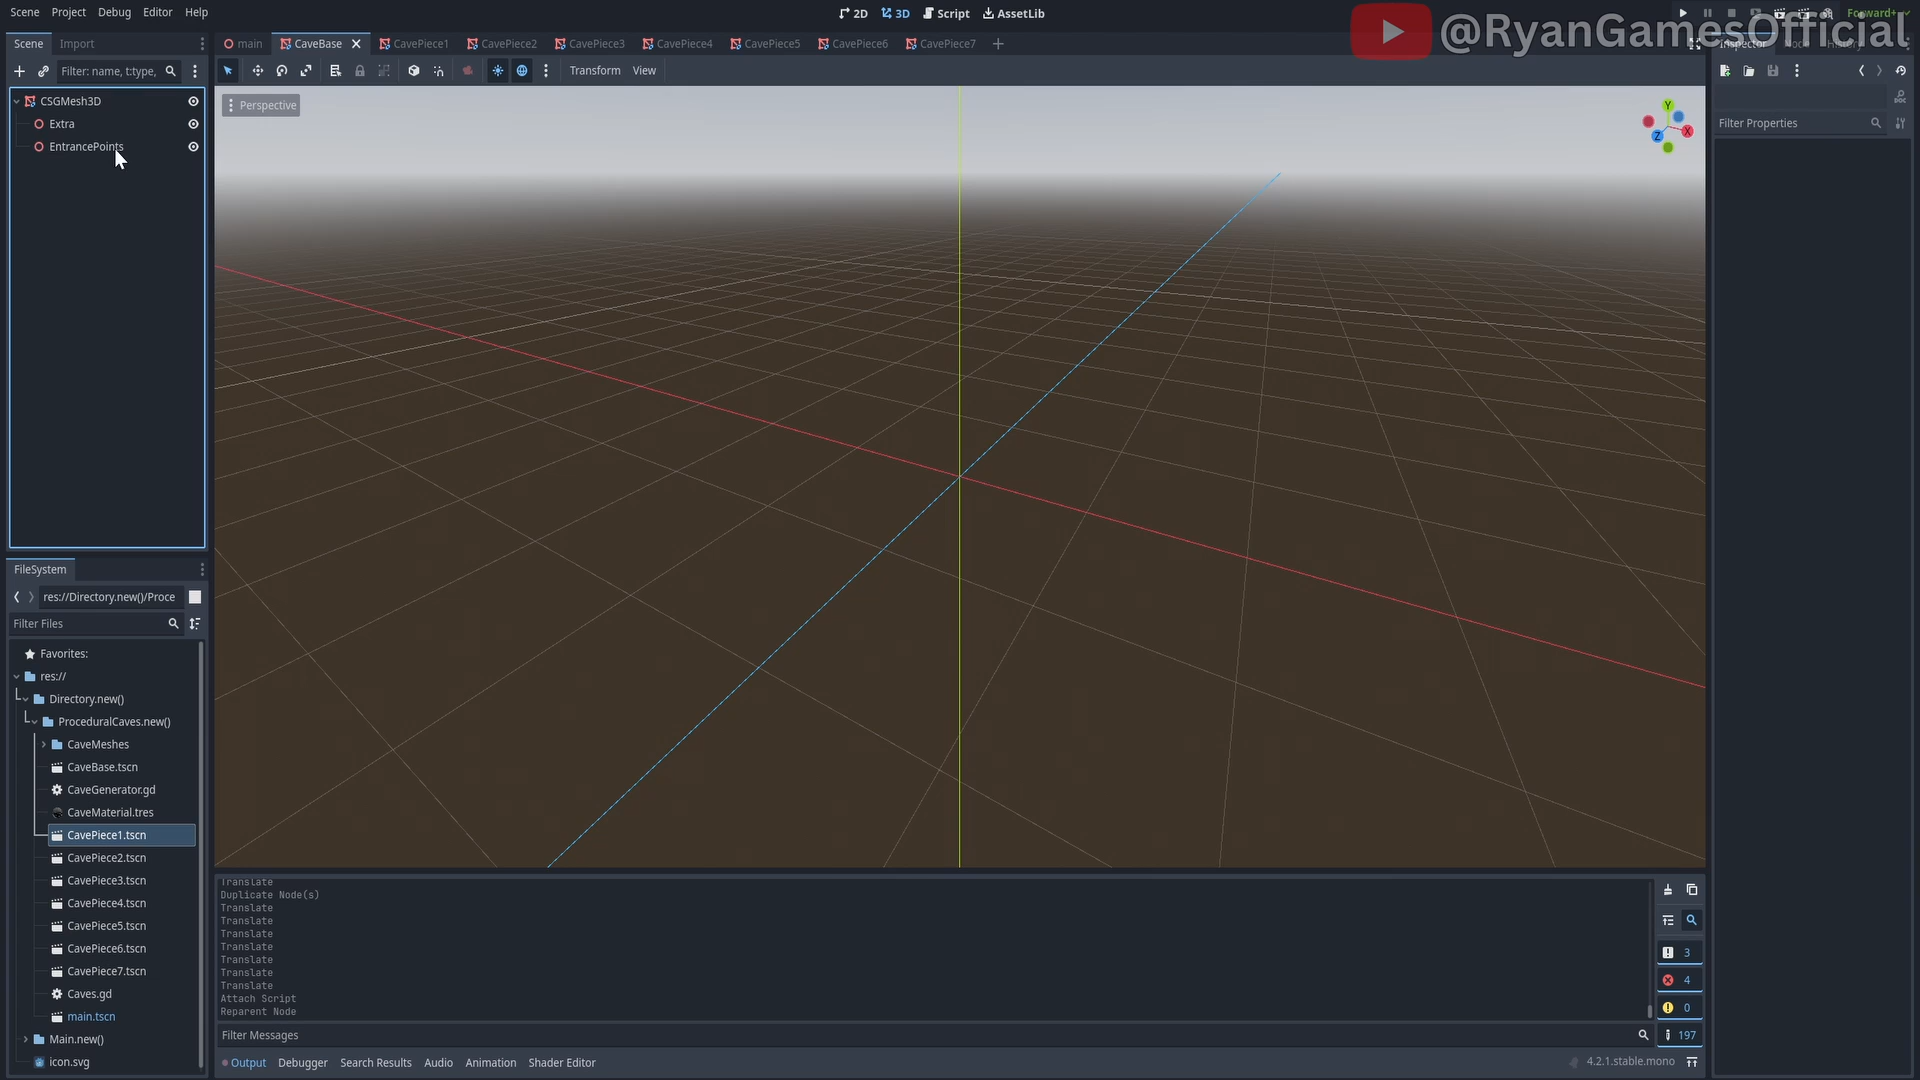 Scene Project Debug Editor Help
2D 3D Script AssetLib
Forward+
@RyanGamesOfficial
Scene Import
main CaveBase CavePiece1 CavePiece2 CavePiece3 CavePiece4 CavePiece5 CavePiece6 CavePiece7
Inspector Node History
Filter: name, t:type,
Transform View
CSGMesh3D
Extra
EntrancePoints
Perspective
Y
X
Z
Filter Properties
FileSystem
res://Directory.new()/Proce
Filter Files
Favorites:
res://
Directory.new()
ProceduralCaves.new()
CaveMeshes
CaveBase.tscn
CaveGenerator.gd
CaveMaterial.tres
CavePiece1.tscn
CavePiece2.tscn
CavePiece3.tscn
CavePiece4.tscn
CavePiece5.tscn
CavePiece6.tscn
CavePiece7.tscn
Caves.gd
main.tscn
Main.new()
icon.svg
Translate
Duplicate Node(s)
Translate
Translate
Translate
Translate
Translate
Translate
Translate
Attach Script
Reparent Node
3
4
0
197
Filter Messages
Output Debugger Search Results Audio Animation Shader Editor
4.2.1.stable.mono